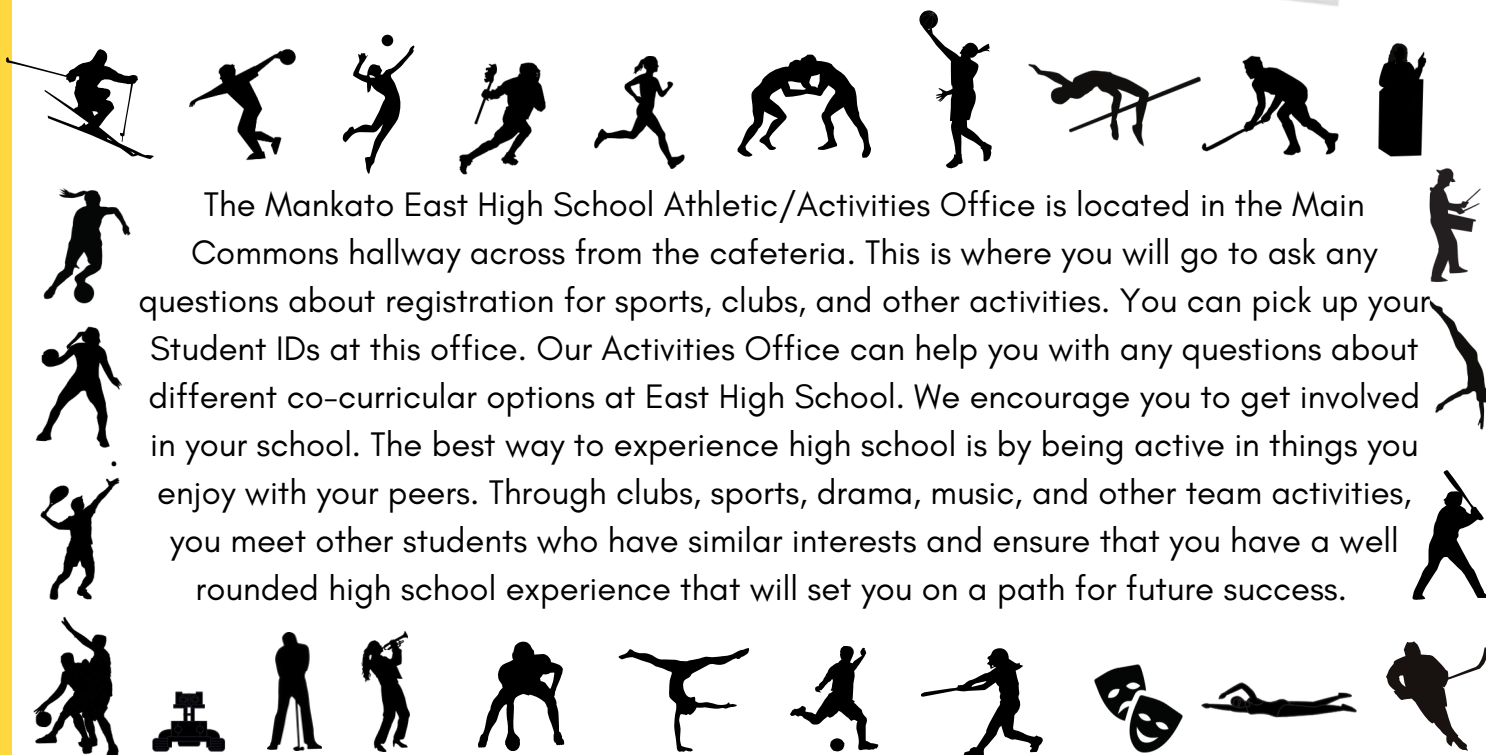 The Mankato East High School Athletic/Activities Office is located in the Main
Commons hallway across from the cafeteria. This is where you will go to ask any
questions about registration for sports, clubs, and other activities. You can pick up your
Student IDs at this office. Our Activities Office can help you with any questions about
different co-curricular options at East High School. We encourage you to get involved
in your school. The best way to experience high school is by being active in things you
enjoy with your peers. Through clubs, sports, drama, music, and other team activities,
you meet other students who have similar interests and ensure that you have a well
rounded high school experience that will set you on a path for future success.